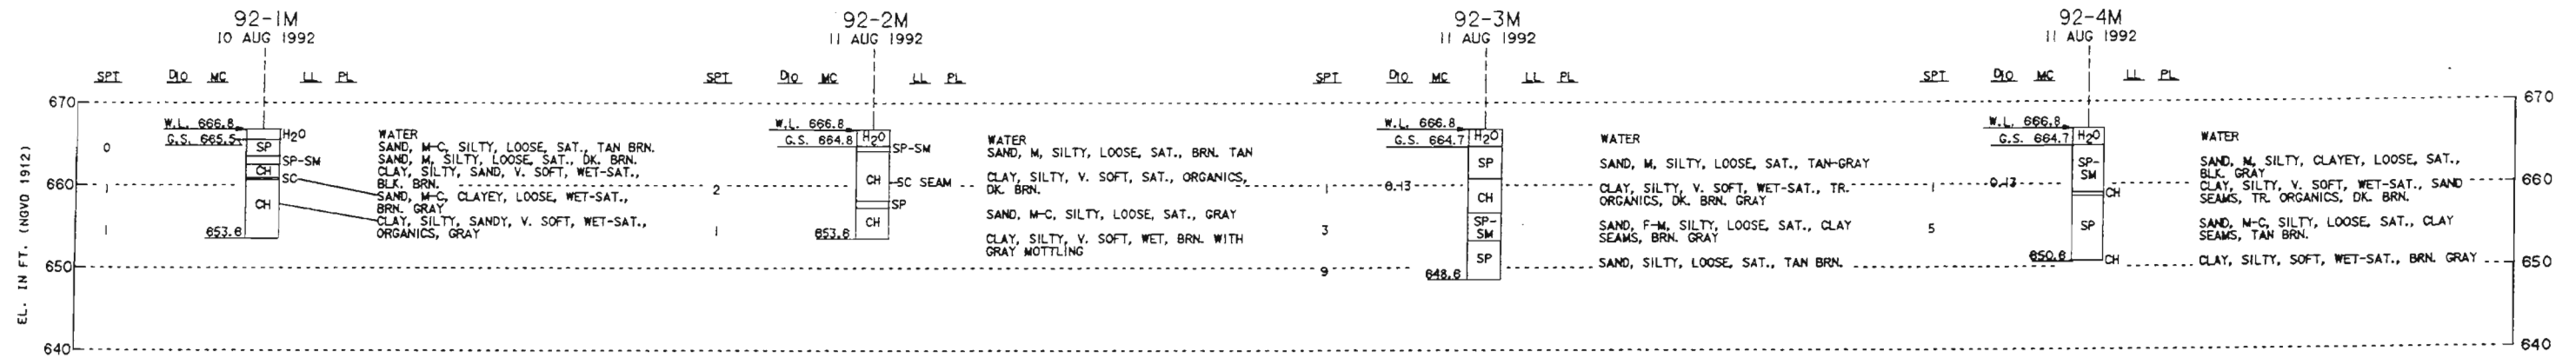 92-1M
10 AUG 1992
SPT D10 MC LL PL
670
W.L. 666.8
G.S. 665.5
H2O
SP
SP-SM
CH
SC
CH
0
1
1
653.6
WATER
SAND, M-C, SILTY, LOOSE, SAT., TAN BRN.
SAND, M, SILTY, LOOSE, SAT., DK. BRN.
CLAY, SILTY, SAND, V. SOFT, WET-SAT.,
BLK. BRN.
SAND, M-C, CLAYEY, LOOSE, WET-SAT.,
BRN. GRAY
CLAY, SILTY, SANDY, V. SOFT, WET-SAT.,
ORGANICS, GRAY
660
650
640
EL. IN FT. (NGVD 1912)
92-2M
11 AUG 1992
SPT D10 MC LL PL
W.L. 666.8
G.S. 664.8
H2O
SP-SM
CH
SC SEAM
SP
CH
2
1
653.6
WATER
SAND, M, SILTY, LOOSE, SAT., BRN. TAN
CLAY, SILTY, V. SOFT, SAT., ORGANICS,
DK. BRN.
SAND, M-C, SILTY, LOOSE, SAT., GRAY
CLAY, SILTY, V. SOFT, WET, BRN. WITH
GRAY MOTTLING
92-3M
11 AUG 1992
SPT D10 MC LL PL
W.L. 666.8
G.S. 664.7
H2O
SP
CH
SP-
SM
SP
1
0.13
3
9
648.6
WATER
SAND, M, SILTY, LOOSE, SAT., TAN-GRAY
CLAY, SILTY, V. SOFT, WET-SAT., TR.
ORGANICS, DK. BRN. GRAY
SAND, F-M, SILTY, LOOSE, SAT., CLAY
SEAMS, BRN. GRAY
SAND, SILTY, LOOSE, SAT., TAN BRN.
92-4M
11 AUG 1992
SPT D10 MC LL PL
W.L. 666.8
G.S. 664.7
H2O
SP-
SM
CH
SP
CH
1
0.13
5
650.6
WATER
SAND, M, SILTY, CLAYEY, LOOSE, SAT.,
BLK. GRAY
CLAY, SILTY, V. SOFT, WET-SAT., SAND
SEAMS, TR. ORGANICS, DK. BRN.
SAND, M-C, SILTY, LOOSE, SAT., CLAY
SEAMS, TAN BRN.
CLAY, SILTY, SOFT, WET-SAT., BRN. GRAY
670
660
650
640